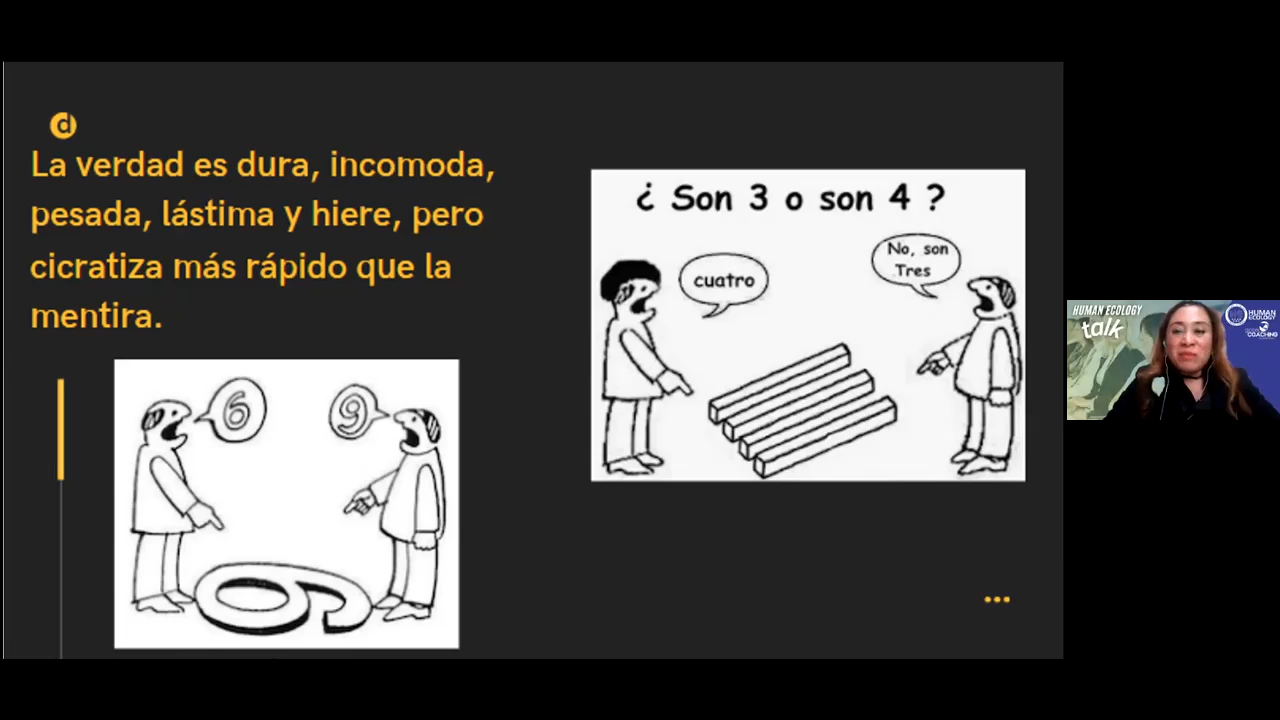 d
La verdad es dura, incomoda,
pesada, lástima y hiere, pero
cicratiza más rápido que la
mentira.
6
9
¿ Son 3 o son 4 ?
cuatro
No, son
Tres
HUMAN ECOLOGY
talk
HUMAN
ECOLOGY
COACHING